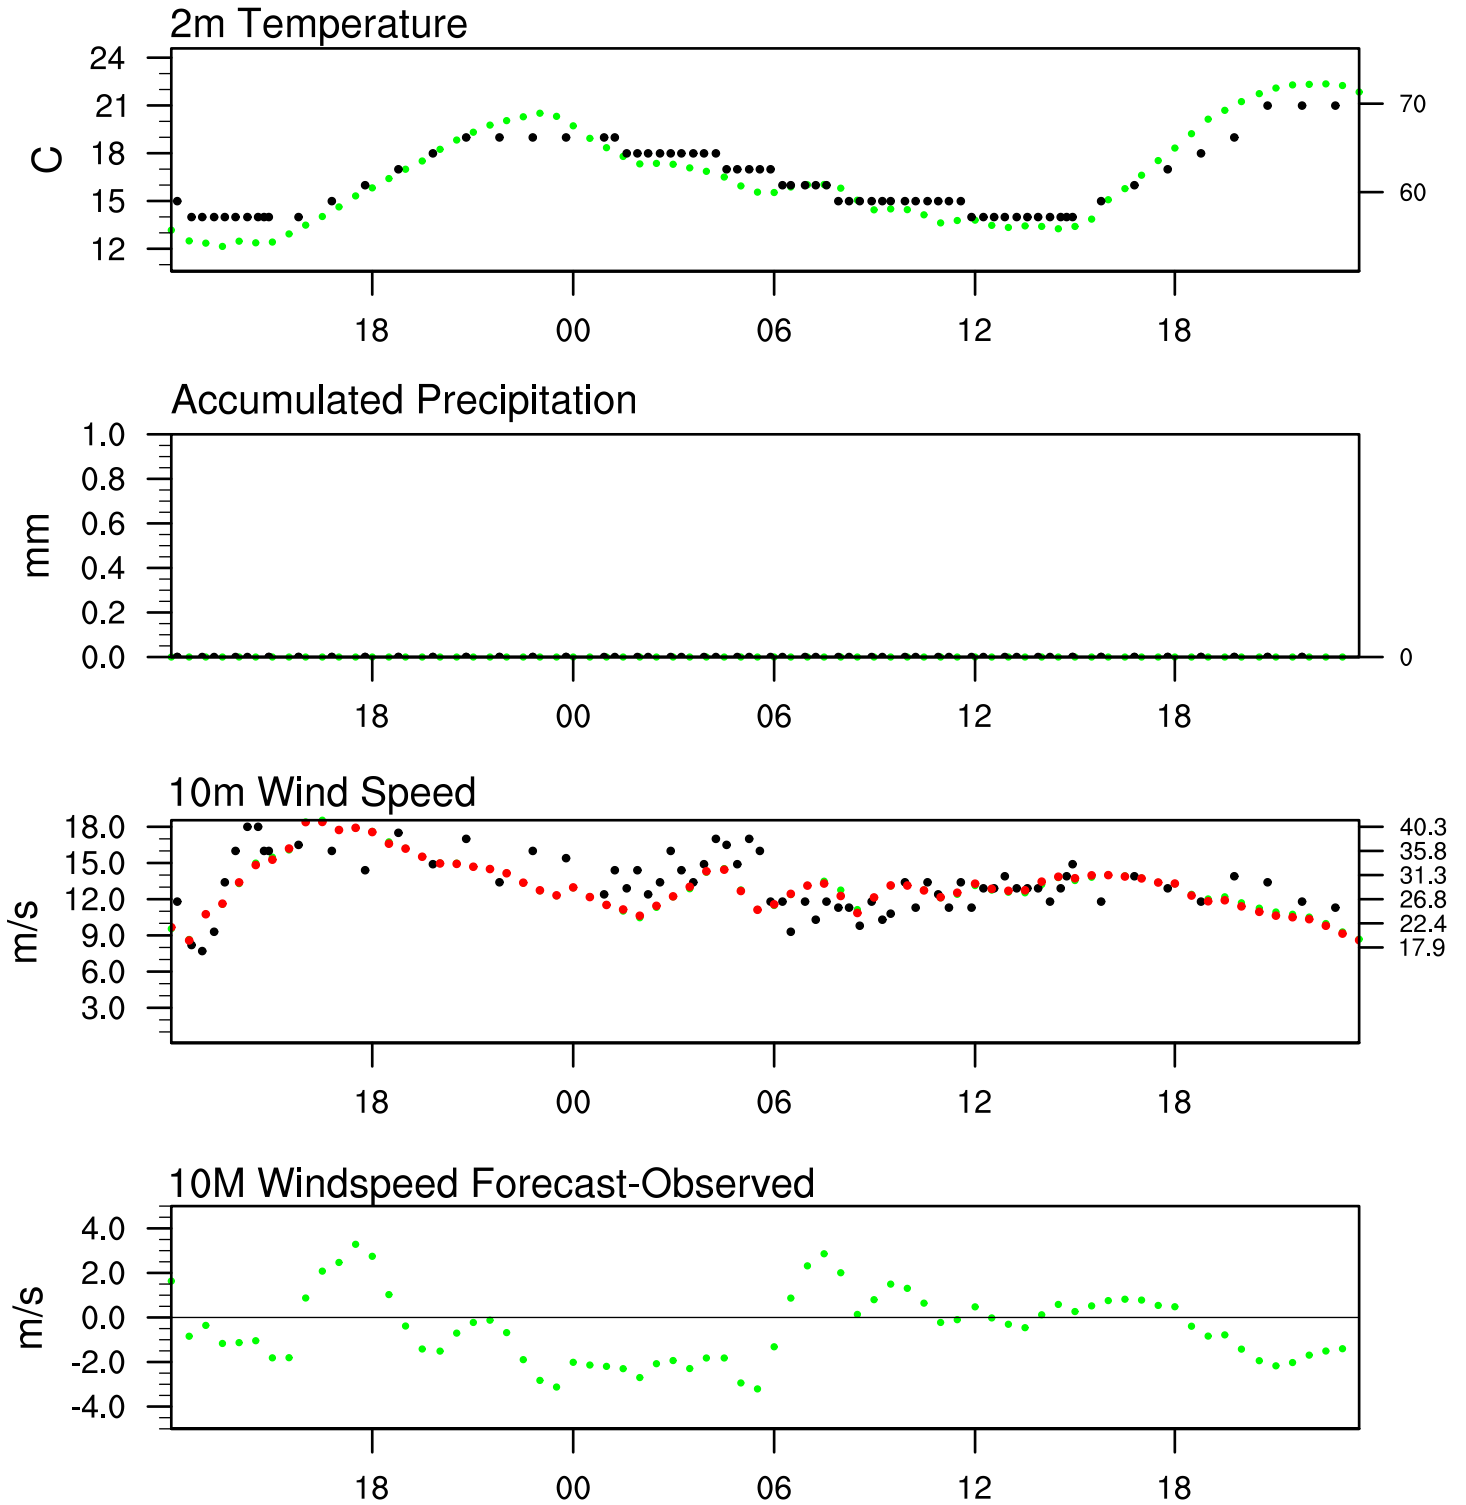 2m Temperature
24
21
18
15
12
C
70
60
18 00 06 12 18
Accumulated Precipitation
1.0
0.8
0.6
0.4
0.2
0.0
mm
0
18 00 06 12 18
10m Wind Speed
18.0
15.0
12.0
9.0
6.0
3.0
m/s
40.3
35.8
31.3
26.8
22.4
17.9
18 00 06 12 18
10M Windspeed Forecast-Observed
4.0
2.0
0.0
-2.0
-4.0
m/s
18 00 06 12 18